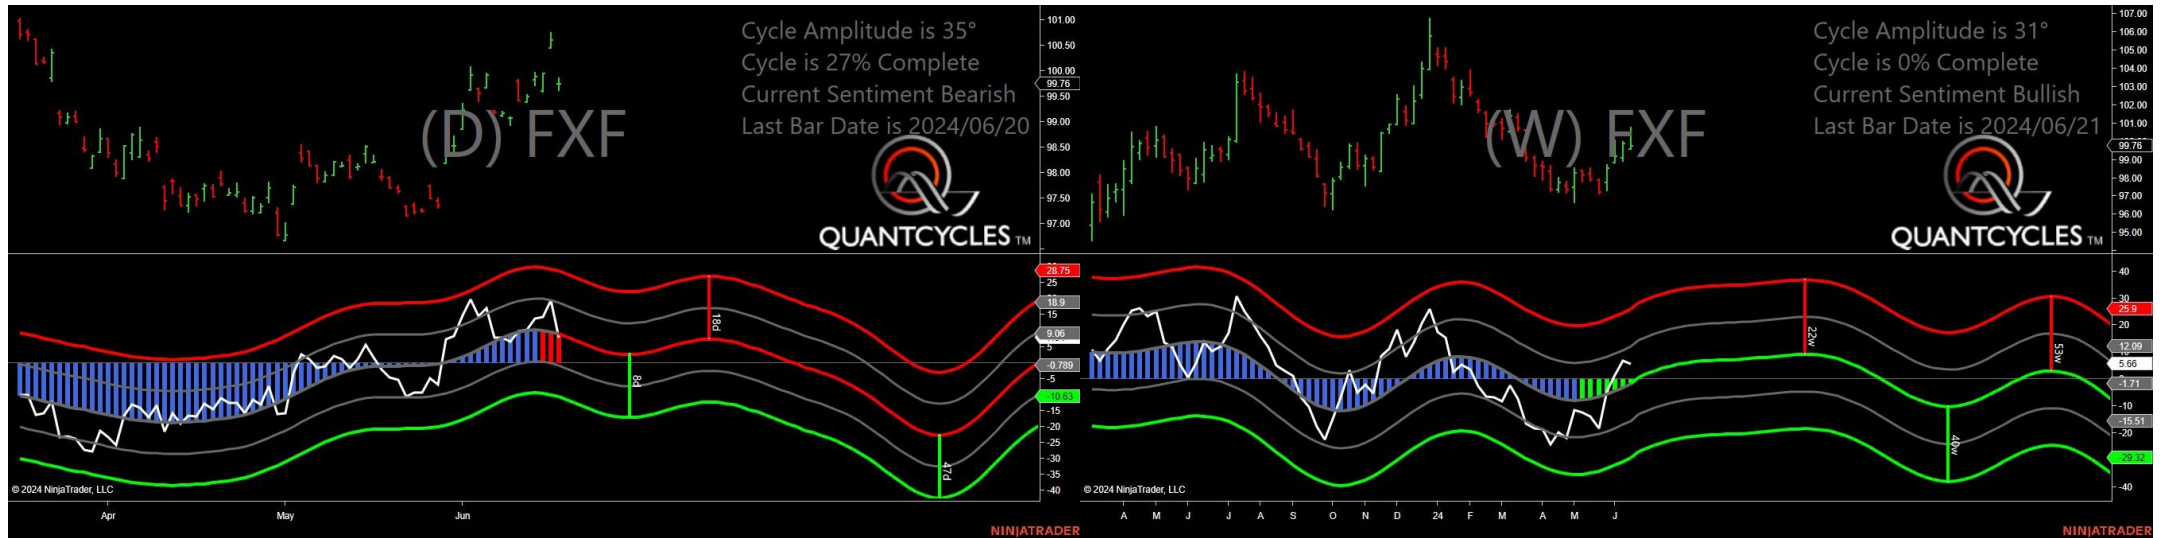 Cycle Amplitude is 35°
Cycle is 27% Complete
Current Sentiment Bearish
Last Bar Date is 2024/06/20
(D) FXF
QUANTCYCLES TM
101.00
100.50
100.00
99.76
99.50
99.00
98.50
98.00
97.50
97.00
28.75
25
18.9
15
9.06
5
-0.789
-5
-10.63
-15
-20
-25
-30
-35
-40
18d
8d
47d
© 2024 NinjaTrader, LLC
Apr
May
Jun
NINJATRADER
Cycle Amplitude is 31°
Cycle is 0% Complete
Current Sentiment Bullish
Last Bar Date is 2024/06/21
(W) FXF
QUANTCYCLES TM
107.00
106.00
105.00
104.00
103.00
102.00
101.00
99.76
99.00
98.00
97.00
96.00
95.00
40
30
25.9
20
12.09
5.66
-1.71
-10
-15.51
-20
-29.32
-40
22w
53w
40w
© 2024 NinjaTrader, LLC
A M J J A S O N D 24 F M A M J
NINJATRADER